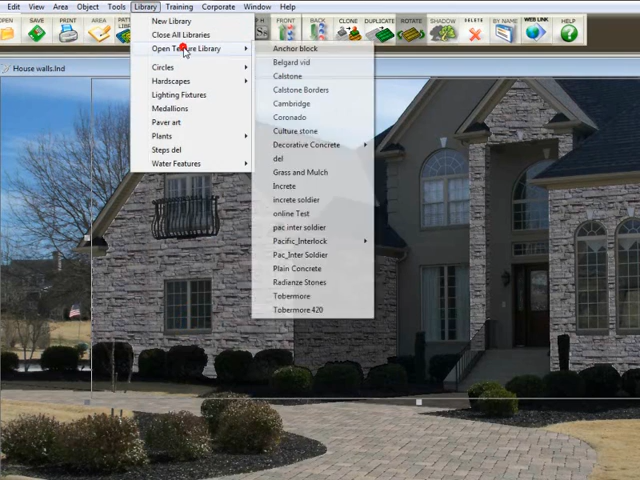 Edit View Area Object Tools Library Training Corporate Window Help
SAVE PRINT AREA FRONT BACK CLONE DUPLICATE ROTATE SHADOW DELETE BY NAME WEB LINK HELP
House walls.lnd
New Library
Close All Libraries
Open Texture Library
Circles
Hardscapes
Lighting Fixtures
Medallions
Paver art
Plants
Steps del
Water Features
Anchor block
Belgard vid
Calstone
Calstone Borders
Cambridge
Coronado
Culture stone
Decorative Concrete
del
Grass and Mulch
Increte
increte soldier
online Test
pac inter soldier
Pacific_Interlock
Pac_Inter Soldier
Plain Concrete
Radianze Stones
Tobermore
Tobermore 420